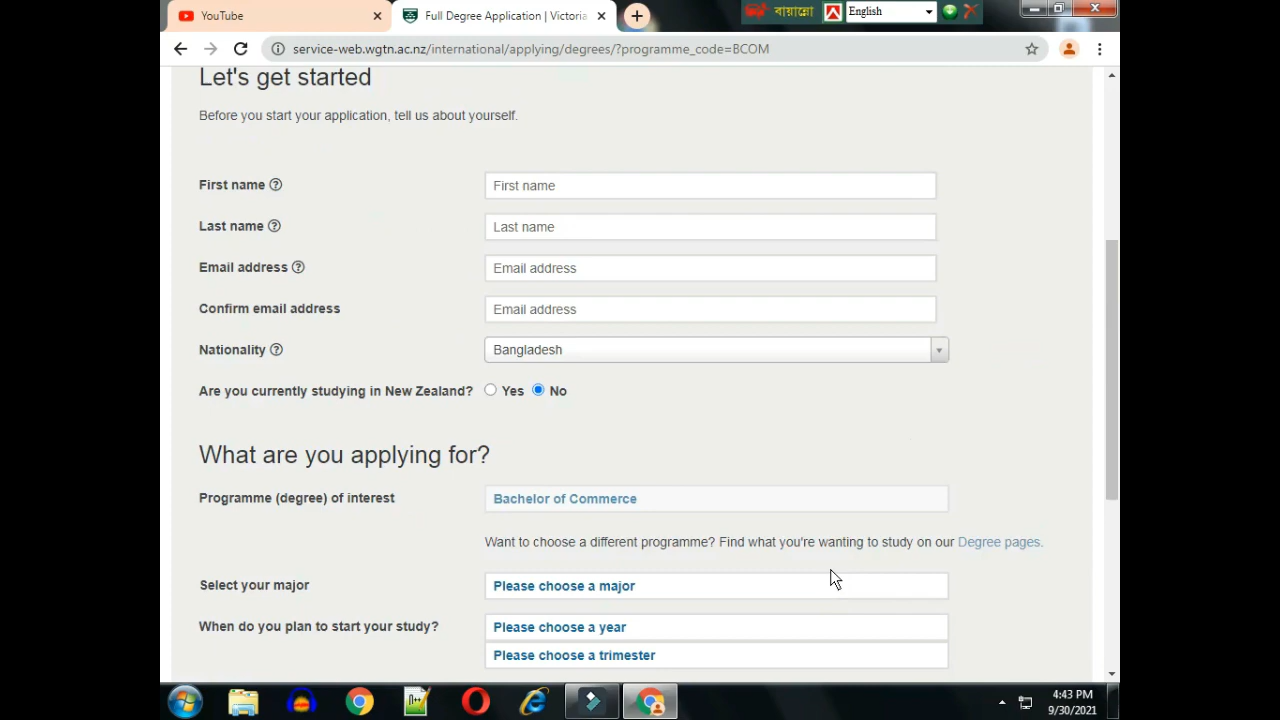 YouTube
Full Degree Application | Victoria
বায়ান্নো
English
service-web.wgtn.ac.nz/international/applying/degrees/?programme_code=BCOM
Let's get started
Before you start your application, tell us about yourself.
First name
First name
Last name
Last name
Email address
Email address
Confirm email address
Email address
Nationality
Bangladesh
Are you currently studying in New Zealand?
Yes
No
What are you applying for?
Programme (degree) of interest
Bachelor of Commerce
Want to choose a different programme? Find what you're wanting to study on our Degree pages.
Select your major
Please choose a major
When do you plan to start your study?
Please choose a year
Please choose a trimester
4:43 PM
9/30/2021